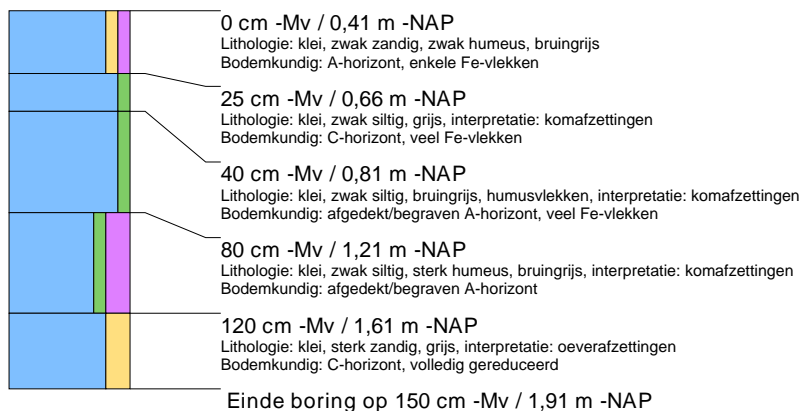 0 cm -Mv / 0,41 m -NAP
Lithologie: klei, zwak zandig, zwak humeus, bruingrijs
Bodemkundig: A-horizont, enkele Fe-vlekken
25 cm -Mv / 0,66 m -NAP
Lithologie: klei, zwak siltig, grijs, interpretatie: komafzettingen
Bodemkundig: C-horizont, veel Fe-vlekken
40 cm -Mv / 0,81 m -NAP
Lithologie: klei, zwak siltig, bruingrijs, humusvlekken, interpretatie: komafzettingen
Bodemkundig: afgedekt/begraven A-horizont, veel Fe-vlekken
80 cm -Mv / 1,21 m -NAP
Lithologie: klei, zwak siltig, sterk humeus, bruingrijs, interpretatie: komafzettingen
Bodemkundig: afgedekt/begraven A-horizont
120 cm -Mv / 1,61 m -NAP
Lithologie: klei, sterk zandig, grijs, interpretatie: oeverafzettingen
Bodemkundig: C-horizont, volledig gereduceerd
Einde boring op 150 cm -Mv / 1,91 m -NAP